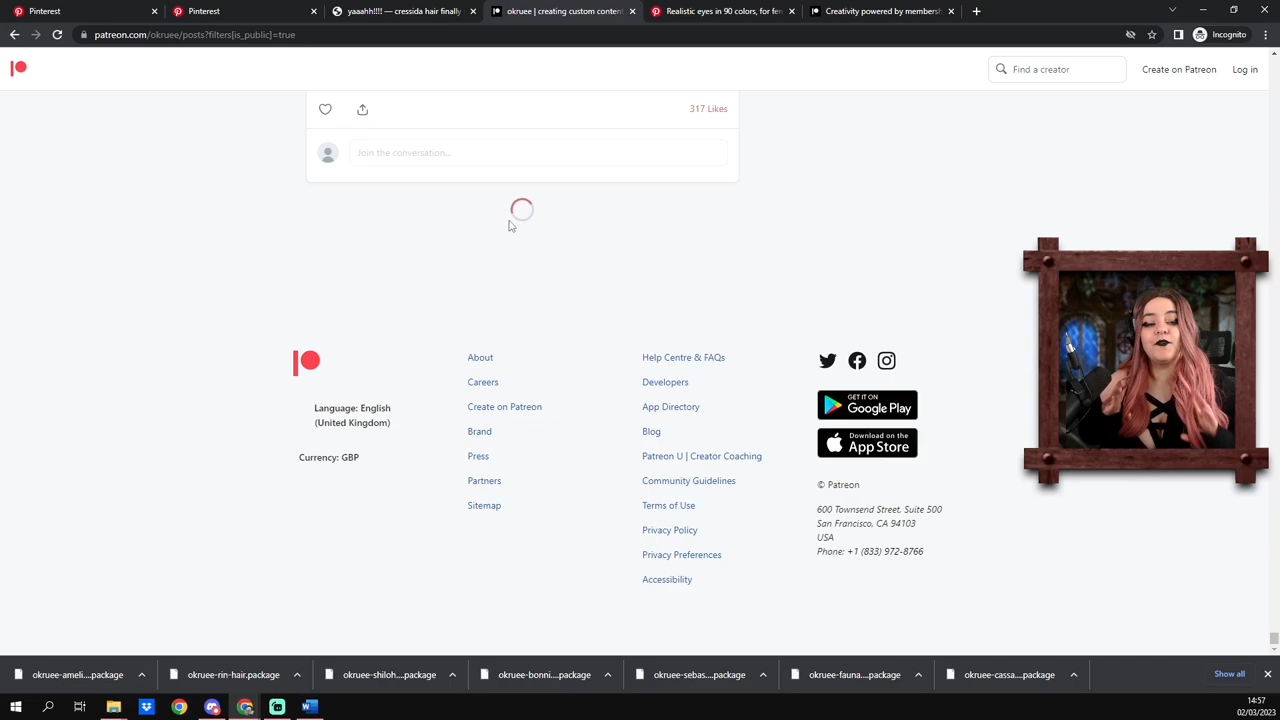 Pinterest
Pinterest
yaaahh!!!! — cressida hair finally
okruee | creating custom content
Realistic eyes in 90 colors, for fem
Creativity powered by membersh
patreon.com/okruee/posts?filters[is_public]=true
Incognito
Find a creator
Create on Patreon
Log in
317 Likes
Join the conversation...
About
Careers
Create on Patreon
Brand
Press
Partners
Sitemap
Help Centre & FAQs
Developers
App Directory
Blog
Patreon U | Creator Coaching
Community Guidelines
Terms of Use
Privacy Policy
Privacy Preferences
Accessibility
Language: English
(United Kingdom)
Currency: GBP
GET IT ON
Google Play
Download on the
App Store
© Patreon
600 Townsend Street, Suite 500
San Francisco, CA 94103
USA
Phone: +1 (833) 972-8766
okruee-ameli....package
okruee-rin-hair.package
okruee-shiloh....package
okruee-bonni....package
okruee-sebas....package
okruee-fauna....package
okruee-cassa....package
Show all
14:57
02/03/2023